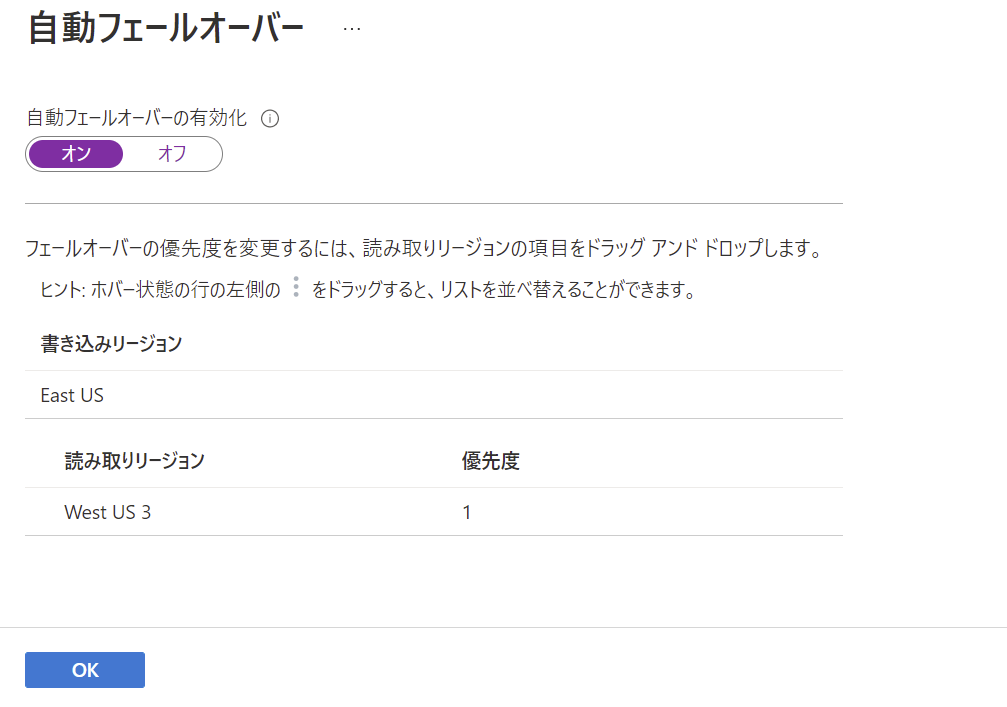 自動フェールオーバー …
自動フェールオーバーの有効化
オン オフ
フェールオーバーの優先度を変更するには、読み取りリージョンの項目をドラッグ アンド ドロップします。
ヒント: ホバー状態の行の左側の ⋮ をドラッグすると、リストを並べ替えることができます。
書き込みリージョン
East US
読み取りリージョン 優先度
West US 3 1
OK